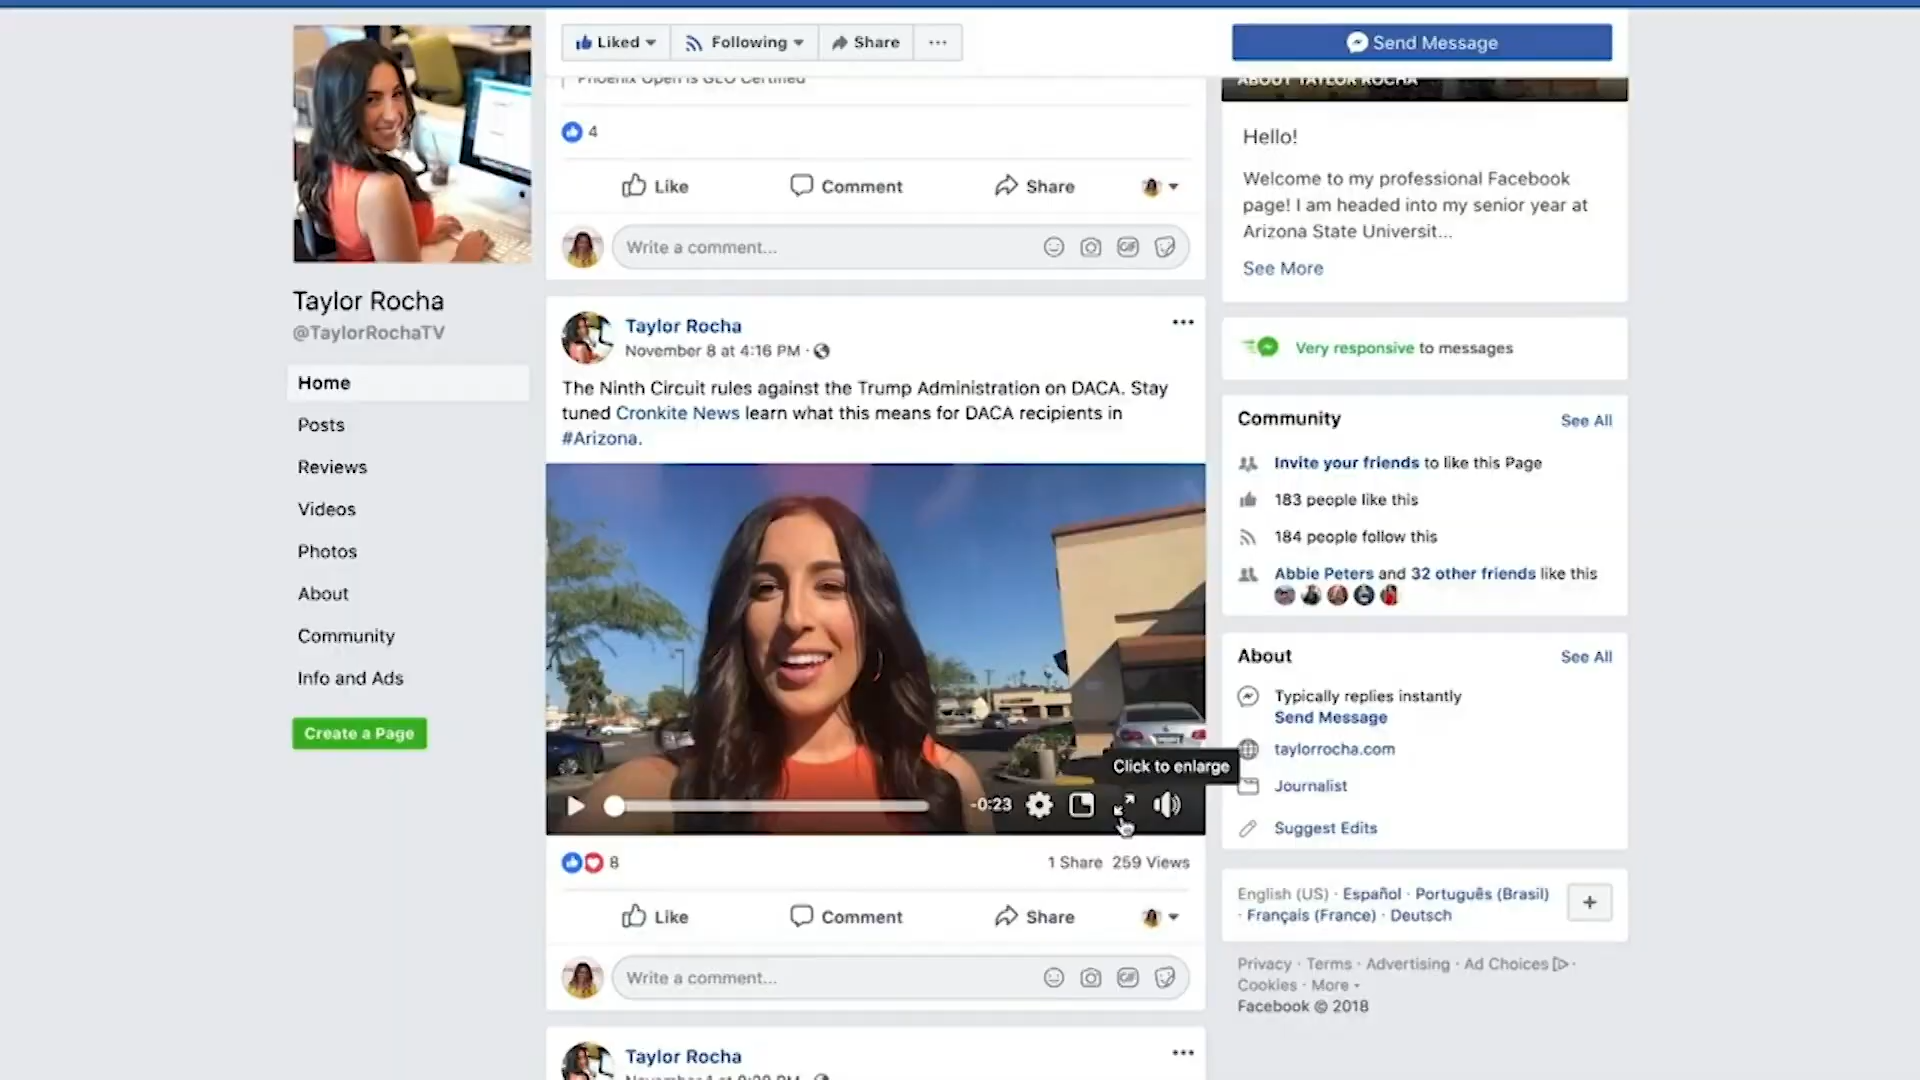 Liked
Following
Share
Send Message
Phoenix Open is GEO Certified
ABOUT TAYLOR ROCHA
4
Like
Comment
Share
Write a comment...
Hello!
Welcome to my professional Facebook
page! I am headed into my senior year at
Arizona State Universit...
See More
Taylor Rocha
@TaylorRochaTV
Home
Posts
Reviews
Videos
Photos
About
Community
Info and Ads
Create a Page
Taylor Rocha
November 8 at 4:16 PM ·
The Ninth Circuit rules against the Trump Administration on DACA. Stay
tuned Cronkite News learn what this means for DACA recipients in
#Arizona.
-0:23
Click to enlarge
8
1 Share 259 Views
Like
Comment
Share
Write a comment...
Taylor Rocha
Very responsive to messages
Community
See All
Invite your friends to like this Page
183 people like this
184 people follow this
Abbie Peters and 32 other friends like this
About
See All
Typically replies instantly
Send Message
taylorrocha.com
Journalist
Suggest Edits
English (US) · Español · Português (Brasil)
· Français (France) · Deutsch
Privacy · Terms · Advertising · Ad Choices ·
Cookies · More
Facebook © 2018